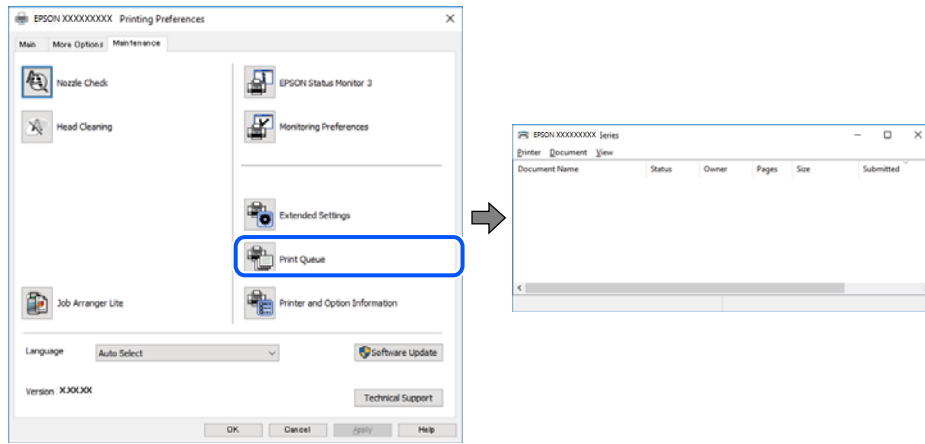 EPSON XXXXXXXXX Printing Preferences
Main More Options Maintenance
Nozzle Check
EPSON Status Monitor 3
Head Cleaning
Monitoring Preferences
Extended Settings
Print Queue
Job Arranger Lite
Printer and Option Information
Language Auto Select
Software Update
Version X.XX.XX
Technical Support
OK Cancel Apply Help
EPSON XXXXXXXXXX Series
Printer Document View
Document Name Status Owner Pages Size Submitted